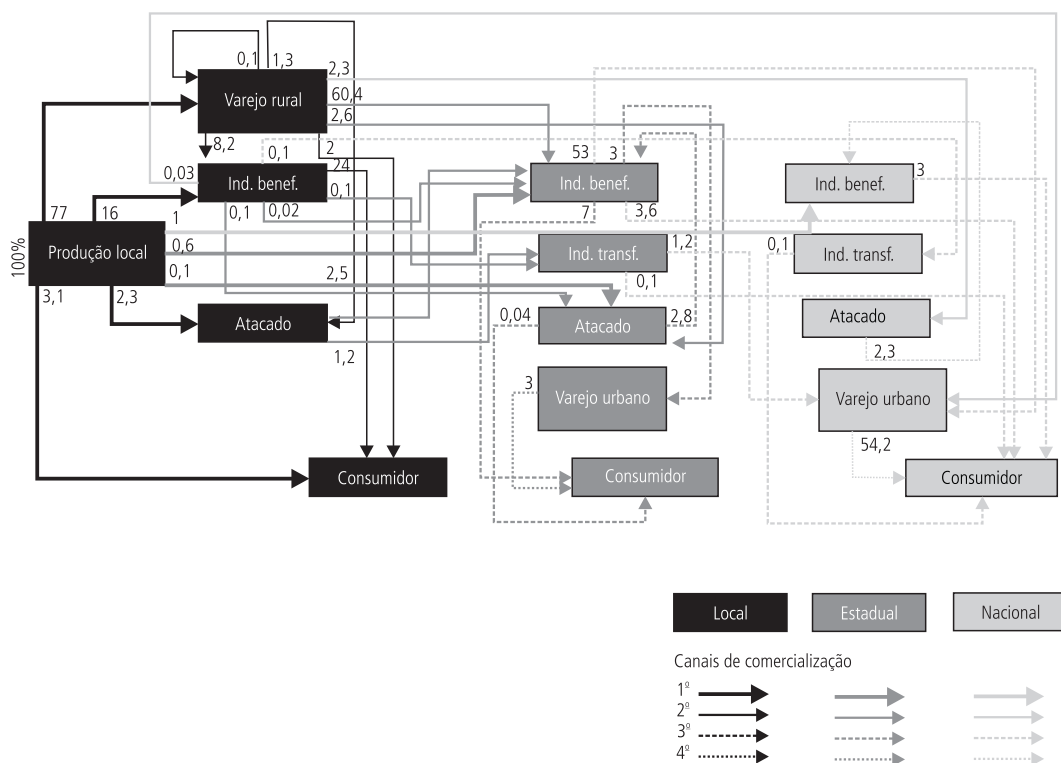 0,1
1,3
2,3
Varejo rural
60,4
2,6
8,2
2
0,1
24
53
3
0,03
Ind. benef.
0,1
Ind. benef.
Ind. benef.
3
77
16
0,1
0,02
7
3,6
1
100%
Produção local
0,6
Ind. transf.
1,2
0,1
Ind. transf.
0,1
2,5
0,1
3,1
2,3
Atacado
0,04
Atacado
2,8
Atacado
1,2
2,3
3
Varejo urbano
Varejo urbano
54,2
Consumidor
Consumidor
Consumidor
Local
Estadual
Nacional
Canais de comercialização
1º
2º
3º
4º